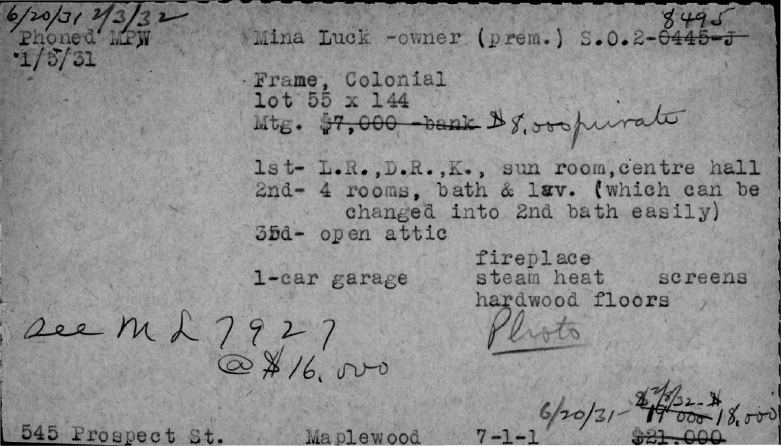 6/20/31 2/3/32 8495
Phoned MPW Mina Luck -owner (prem.) S.O.2-0445-J
1/5/31
Frame, Colonial
lot 55 x 144
Mtg. $7,000 -bank $8,000 private
1st- L.R.,D.R.,K., sun room,centre hall
2nd- 4 rooms, bath & lav. (which can be
changed into 2nd bath easily)
3rd- open attic
fireplace
1-car garage steam heat screens
hardwood floors
see ML 7927 Photo
@ $16,000
6/20/31- 2/3/32- $18,000
545 Prospect St. Maplewood 7-1-1 $21.000